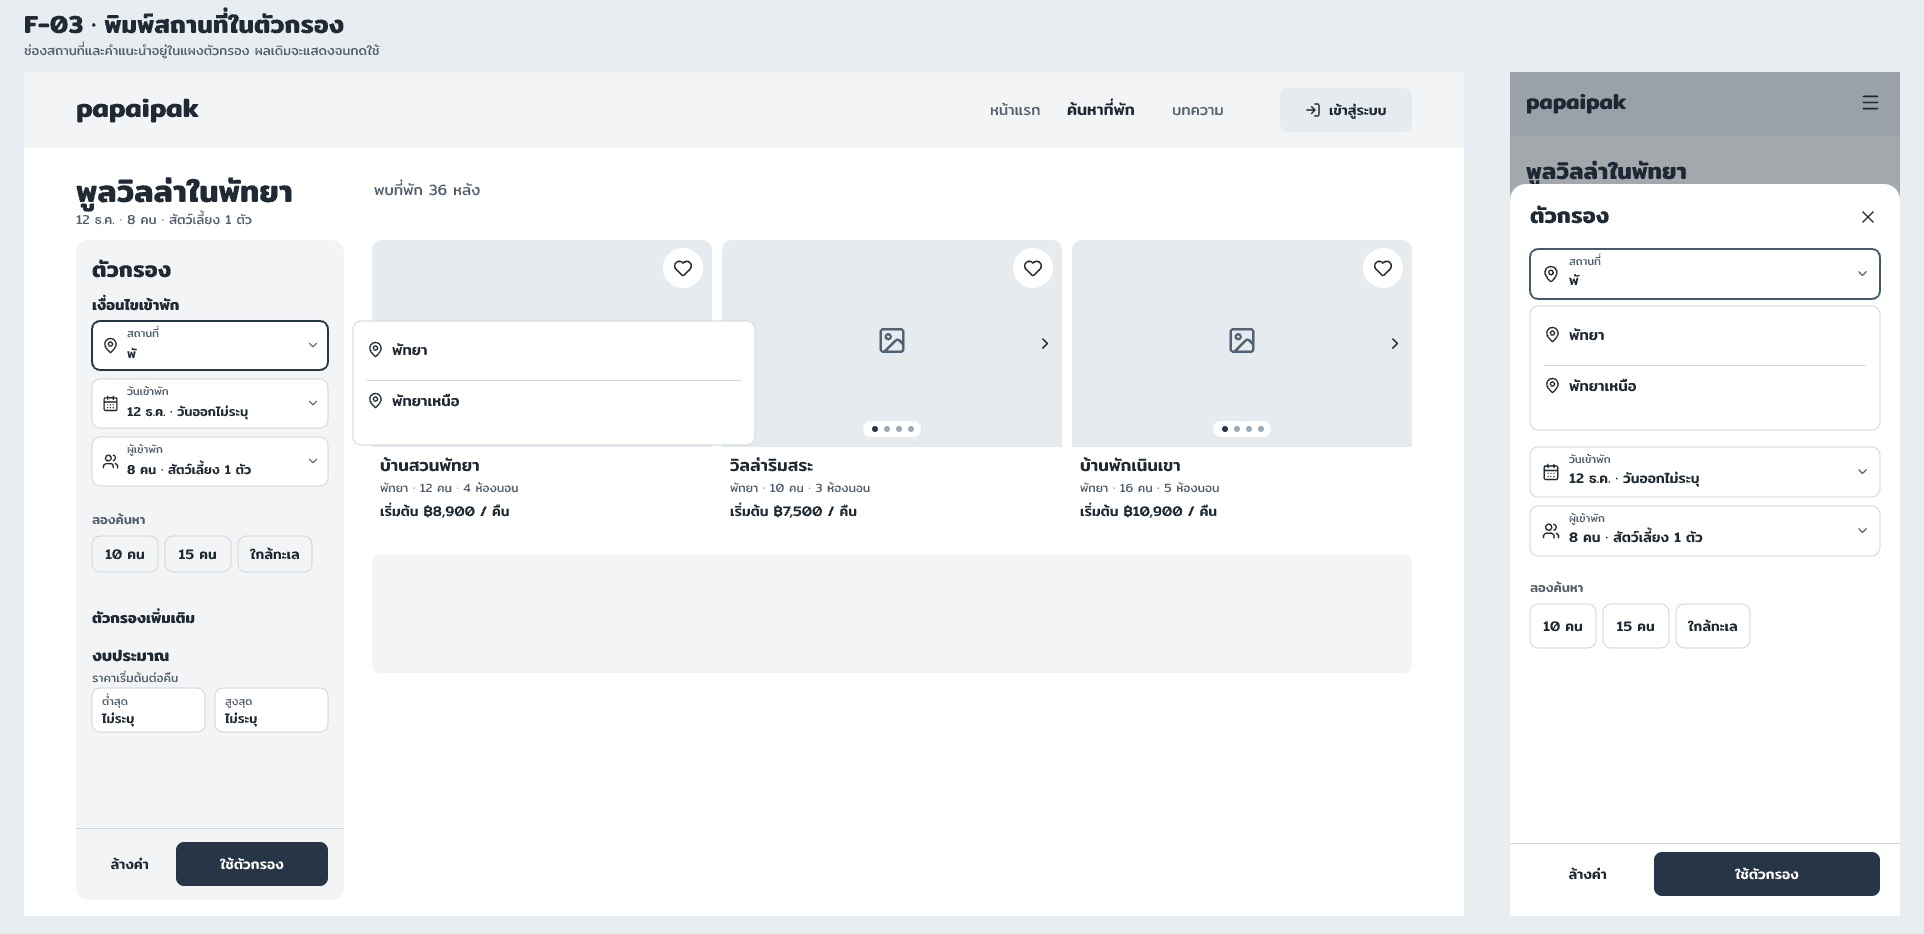 F-03 · พิมพ์สถานที่ในตัวกรอง
ช่องสถานที่และคำแนะนำอยู่ในแผงตัวกรอง ผลเดิมจะแสดงจนกดใช้
papaipak
หน้าแรก
ค้นหาที่พัก
บทความ
เข้าสู่ระบบ
พูลวิลล่าในพัทยา
12 ธ.ค. · 8 คน · สัตว์เลี้ยง 1 ตัว
พบที่พัก 36 หลัง
ตัวกรอง
เงื่อนไขเข้าพัก
สถานที่
พั
วันเข้าพัก
12 ธ.ค. · วันออกไม่ระบุ
ผู้เข้าพัก
8 คน · สัตว์เลี้ยง 1 ตัว
ลองค้นหา
10 คน
15 คน
ใกล้ทะเล
ตัวกรองเพิ่มเติม
งบประมาณ
ราคาเริ่มต้นต่อคืน
ต่ำสุด
ไม่ระบุ
สูงสุด
ไม่ระบุ
ล้างค่า
ใช้ตัวกรอง
พัทยา
พัทยาเหนือ
บ้านสวนพัทยา
พัทยา · 12 คน · 4 ห้องนอน
เริ่มต้น ฿8,900 / คืน
วิลล่าริมสระ
พัทยา · 10 คน · 3 ห้องนอน
เริ่มต้น ฿7,500 / คืน
บ้านพักเนินเขา
พัทยา · 16 คน · 5 ห้องนอน
เริ่มต้น ฿10,900 / คืน
papaipak
พูลวิลล่าในพัทยา
ตัวกรอง
สถานที่
พั
พัทยา
พัทยาเหนือ
วันเข้าพัก
12 ธ.ค. · วันออกไม่ระบุ
ผู้เข้าพัก
8 คน · สัตว์เลี้ยง 1 ตัว
ลองค้นหา
10 คน
15 คน
ใกล้ทะเล
ล้างค่า
ใช้ตัวกรอง